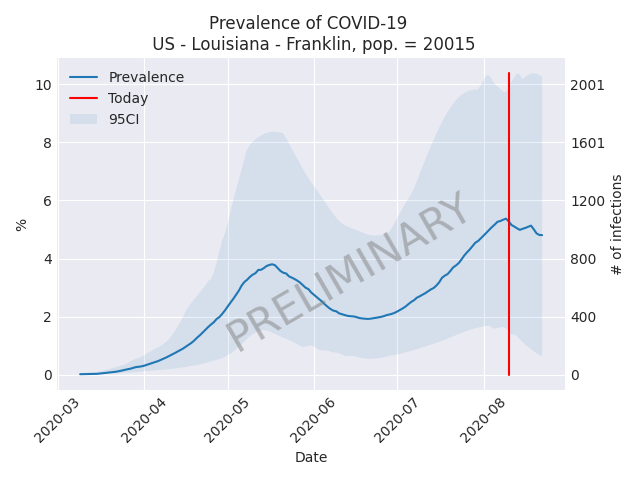 Prevalence of COVID-19
US - Louisiana - Franklin, pop. = 20015
Prevalence
Today
95CI
PRELIMINARY
%
10
8
6
4
2
0
2001
1601
1200
800
400
0
# of infections
2020-03
2020-04
2020-05
2020-06
2020-07
2020-08
Date